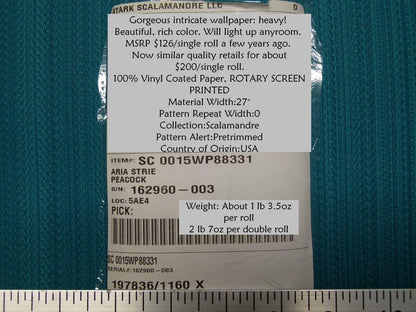 STARK SCALAMANDRE LLC D
Gorgeous intricate wallpaper: heavy!
Beautiful, rich color. Will light up anyroom.
MSRP $126/single roll a few years ago.
Now similar quality retails for about
$200/single roll.
100% Vinyl Coated Paper, ROTARY SCREEN
PRINTED
Material Width:27"
Pattern Repeat Width:0
Collection:Scalamandre
Pattern Alert:Pretrimmed
Country of Origin:USA
ITEM#: SC 0015WP88331
ARIA STRIE
PEACOCK
S/N: 162960-003
LOC: 5AE4
PICK:
Weight: About 1 lb 3.5oz
per roll
2 lb 7oz per double roll
SC 0015WP88331
SERIAL#:162960-003
197836/1160 X